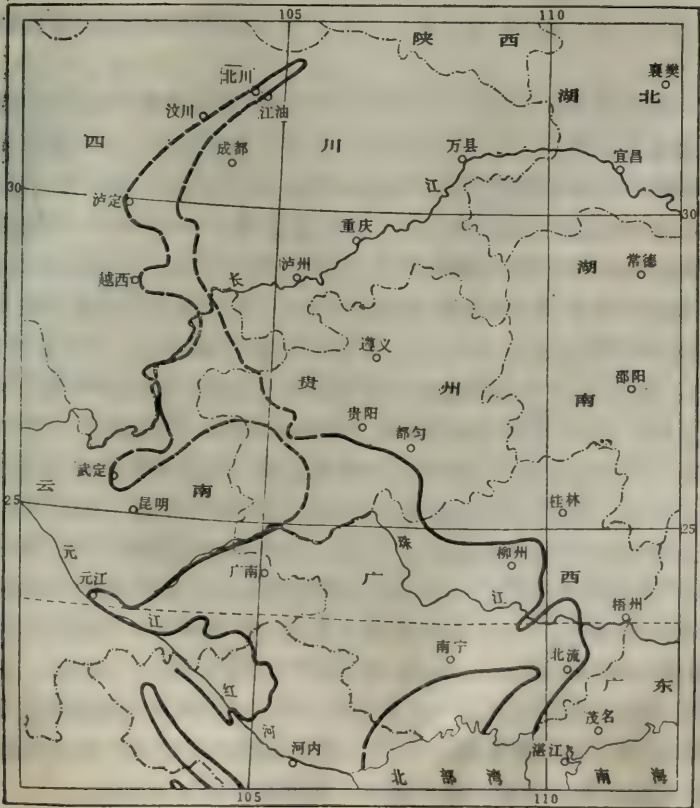 105
110
陕 西
襄樊
北川
湖 北
汶川
江油
四 川
成都
万县
宜昌
江
30
泸定
30
重庆
湖
常德
越西
泸州
长
遵义
邵阳
贵 州
南
贵阳
都匀
武定
云 南
昆明
桂林
25
25
元
珠
柳州
广南
广 西
元江
江
江
梧州
南宁
北流
红
广 东
茂名
河
河内
湛江
北 部 湾
南 海
105
110